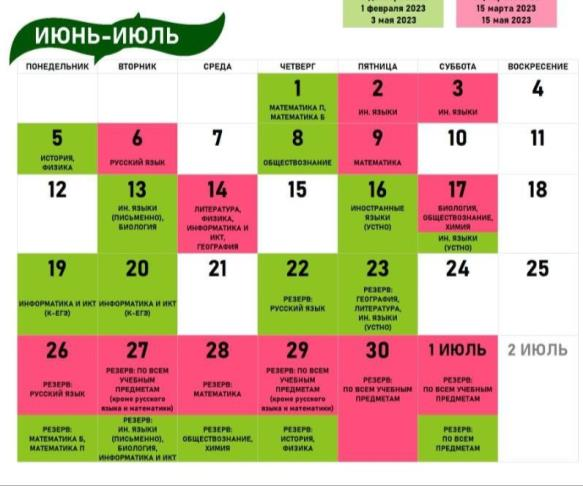 1 февраля 2023
3 мая 2023
15 марта 2023
15 мая 2023
ИЮНЬ-ИЮЛЬ
ПОНЕДЕЛЬНИК ВТОРНИК СРЕДА ЧЕТВЕРГ ПЯТНИЦА СУББОТА ВОСКРЕСЕНИЕ
1
МАТЕМАТИКА П,
МАТЕМАТИКА Б
2
ИН. ЯЗЫКИ
3
ИН. ЯЗЫКИ
4
5
ИСТОРИЯ,
ФИЗИКА
6
РУССКИЙ ЯЗЫК
7
8
ОБЩЕСТВОЗНАНИЕ
9
МАТЕМАТИКА
10
11
12
13
ИН. ЯЗЫКИ
(ПИСЬМЕННО),
БИОЛОГИЯ
14
ЛИТЕРАТУРА,
ФИЗИКА,
ИНФОРМАТИКА И
ИКТ,
ГЕОГРАФИЯ
15
16
ИНОСТРАННЫЕ
ЯЗЫКИ
(УСТНО)
17
БИОЛОГИЯ,
ОБЩЕСТВОЗНАНИЕ,
ХИМИЯ
ИН. ЯЗЫКИ
(УСТНО)
18
19
ИНФОРМАТИКА И ИКТ
(К-ЕГЭ)
20
ИНФОРМАТИКА И ИКТ
(К-ЕГЭ)
21
22
РЕЗЕРВ:
РУССКИЙ ЯЗЫК
23
РЕЗЕРВ:
ГЕОГРАФИЯ,
ЛИТЕРАТУРА,
ИН. ЯЗЫКИ
(УСТНО)
24
25
26
РЕЗЕРВ:
РУССКИЙ ЯЗЫК
РЕЗЕРВ:
МАТЕМАТИКА Б,
МАТЕМАТИКА П
27
РЕЗЕРВ: ПО ВСЕМ
УЧЕБНЫМ
ПРЕДМЕТАМ
(кроме русского
языка и математики)
РЕЗЕРВ:
ИН. ЯЗЫКИ
(ПИСЬМЕННО),
БИОЛОГИЯ,
ИНФОРМАТИКА И ИКТ
28
РЕЗЕРВ:
МАТЕМАТИКА
РЕЗЕРВ:
ОБЩЕСТВОЗНАНИЕ,
ХИМИЯ
29
РЕЗЕРВ: ПО ВСЕМ
УЧЕБНЫМ
ПРЕДМЕТАМ
(кроме русского
языка и математики)
РЕЗЕРВ:
ИСТОРИЯ,
ФИЗИКА
30
РЕЗЕРВ:
ПО ВСЕМ УЧЕБНЫМ
ПРЕДМЕТАМ
1 ИЮЛЬ
РЕЗЕРВ:
ПО ВСЕМ УЧЕБНЫМ
ПРЕДМЕТАМ
РЕЗЕРВ:
ПО ВСЕМ
ПРЕДМЕТАМ
2 ИЮЛЬ